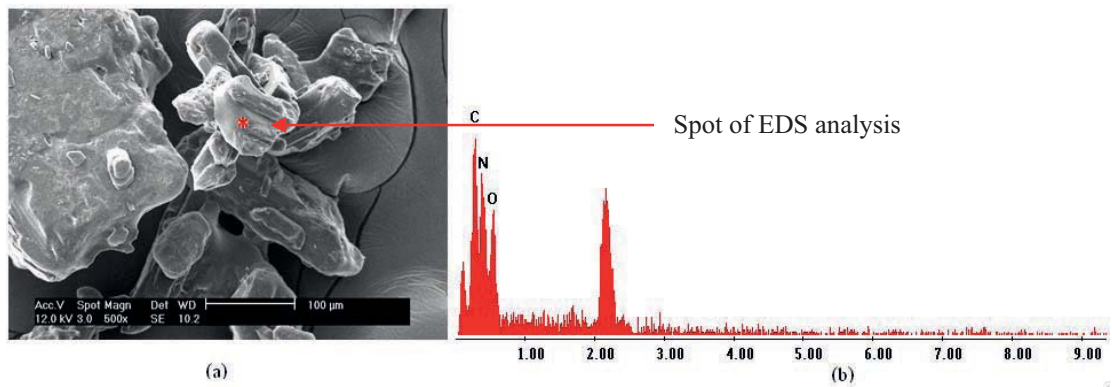 Acc.V Spot Magn Det WD 100 µm
12.0 kV 3.0 500x SE 10.2
(a)
Spot of EDS analysis
C
N
O
1.00 2.00 3.00 4.00 5.00 6.00 7.00 8.00 9.00
(b)